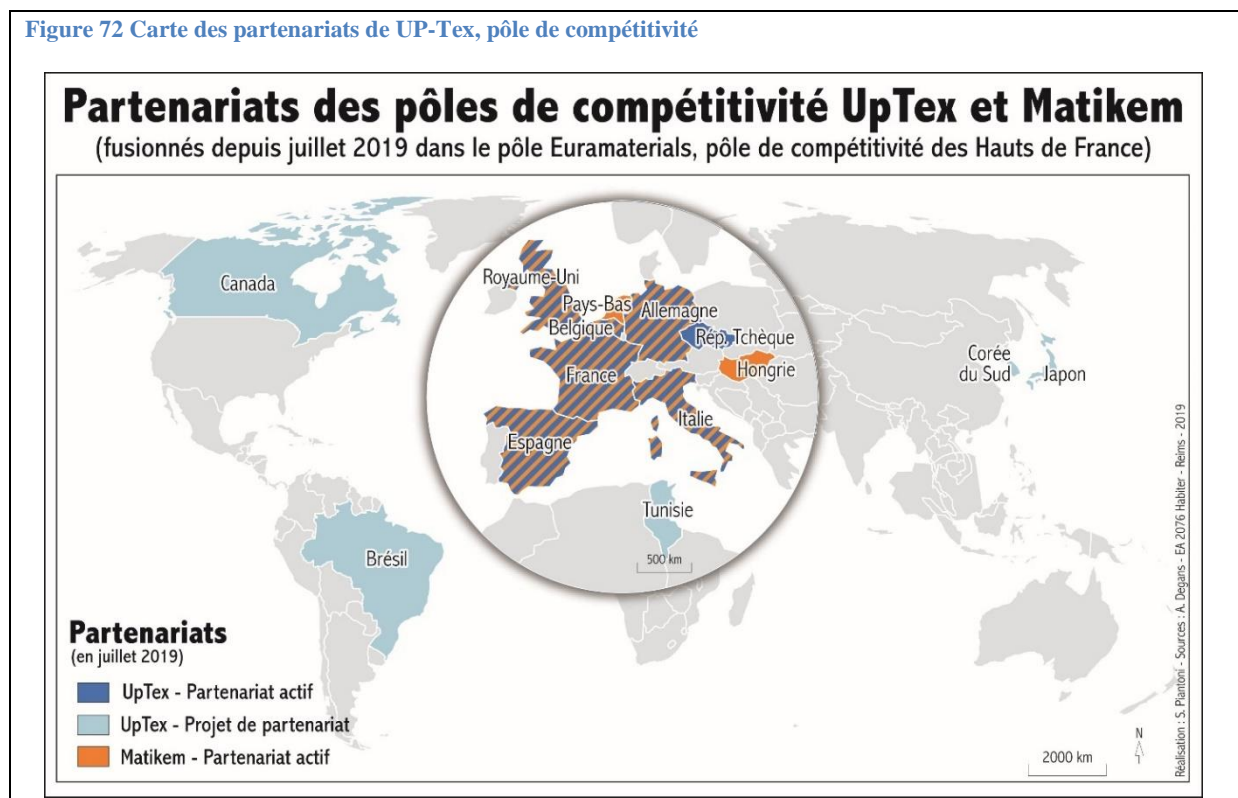 Figure 72 Carte des partenariats de UP-Tex, pôle de compétitivité
Partenariats des pôles de compétitivité UpTex et Matikem
(fusionnés depuis juillet 2019 dans le pôle Euramaterials, pôle de compétitivité des Hauts de France)
Canada
Royaume-Uni
Pays-Bas
Allemagne
Belgique
Rép. Tchèque
France
Hongrie
Corée
du Sud
Japon
Italie
Espagne
Tunisie
500 km
Brésil
Partenariats
(en juillet 2019)
UpTex - Partenariat actif
UpTex - Projet de partenariat
Matikem - Partenariat actif
N
2000 km
Réalisation : S. Piantoni - Sources : A. Degans - EA 2076 Habiter - Reims - 2019